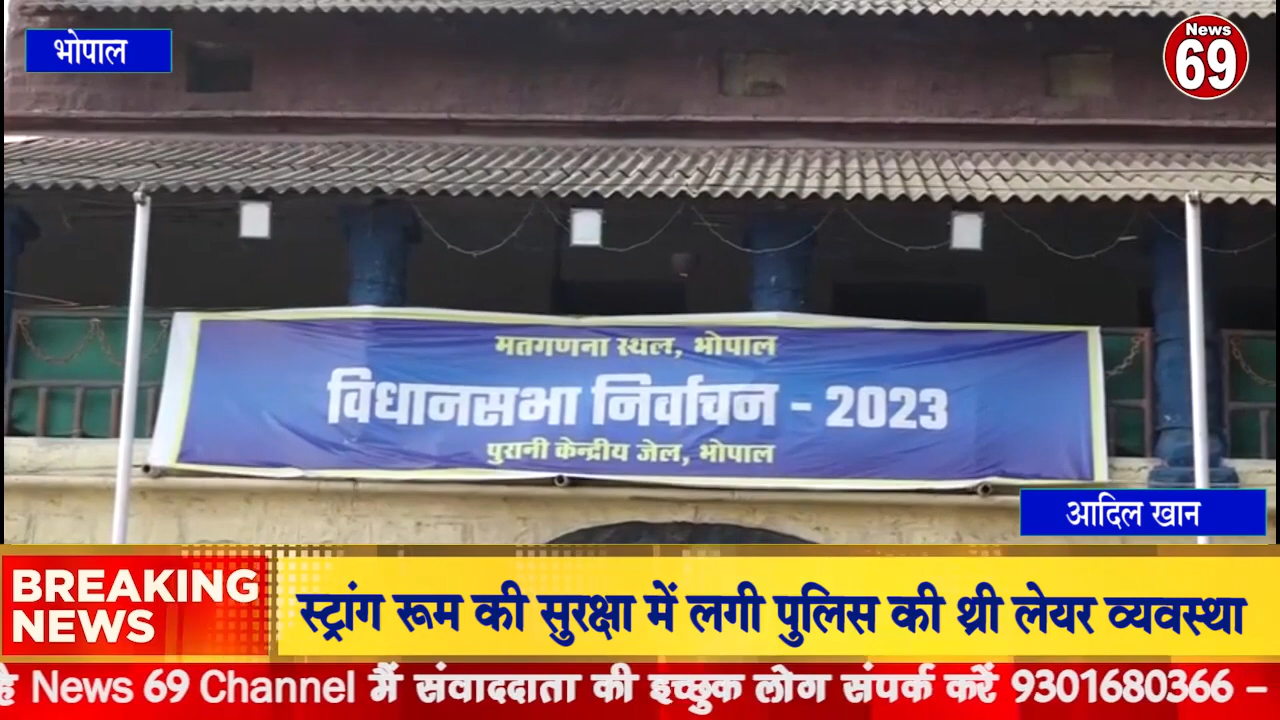 भोपाल
News
69
मतगणना स्थल, भोपाल
विधानसभा निर्वाचन - 2023
पुरानी केन्द्रीय जेल, भोपाल
आदिल खान
BREAKING
NEWS
स्ट्रांग रूम की सुरक्षा में लगी पुलिस की थ्री लेयर व्यवस्था
है News 69 Channel मैं संवाददाता की इच्छुक लोग संपर्क करें 9301680366 –